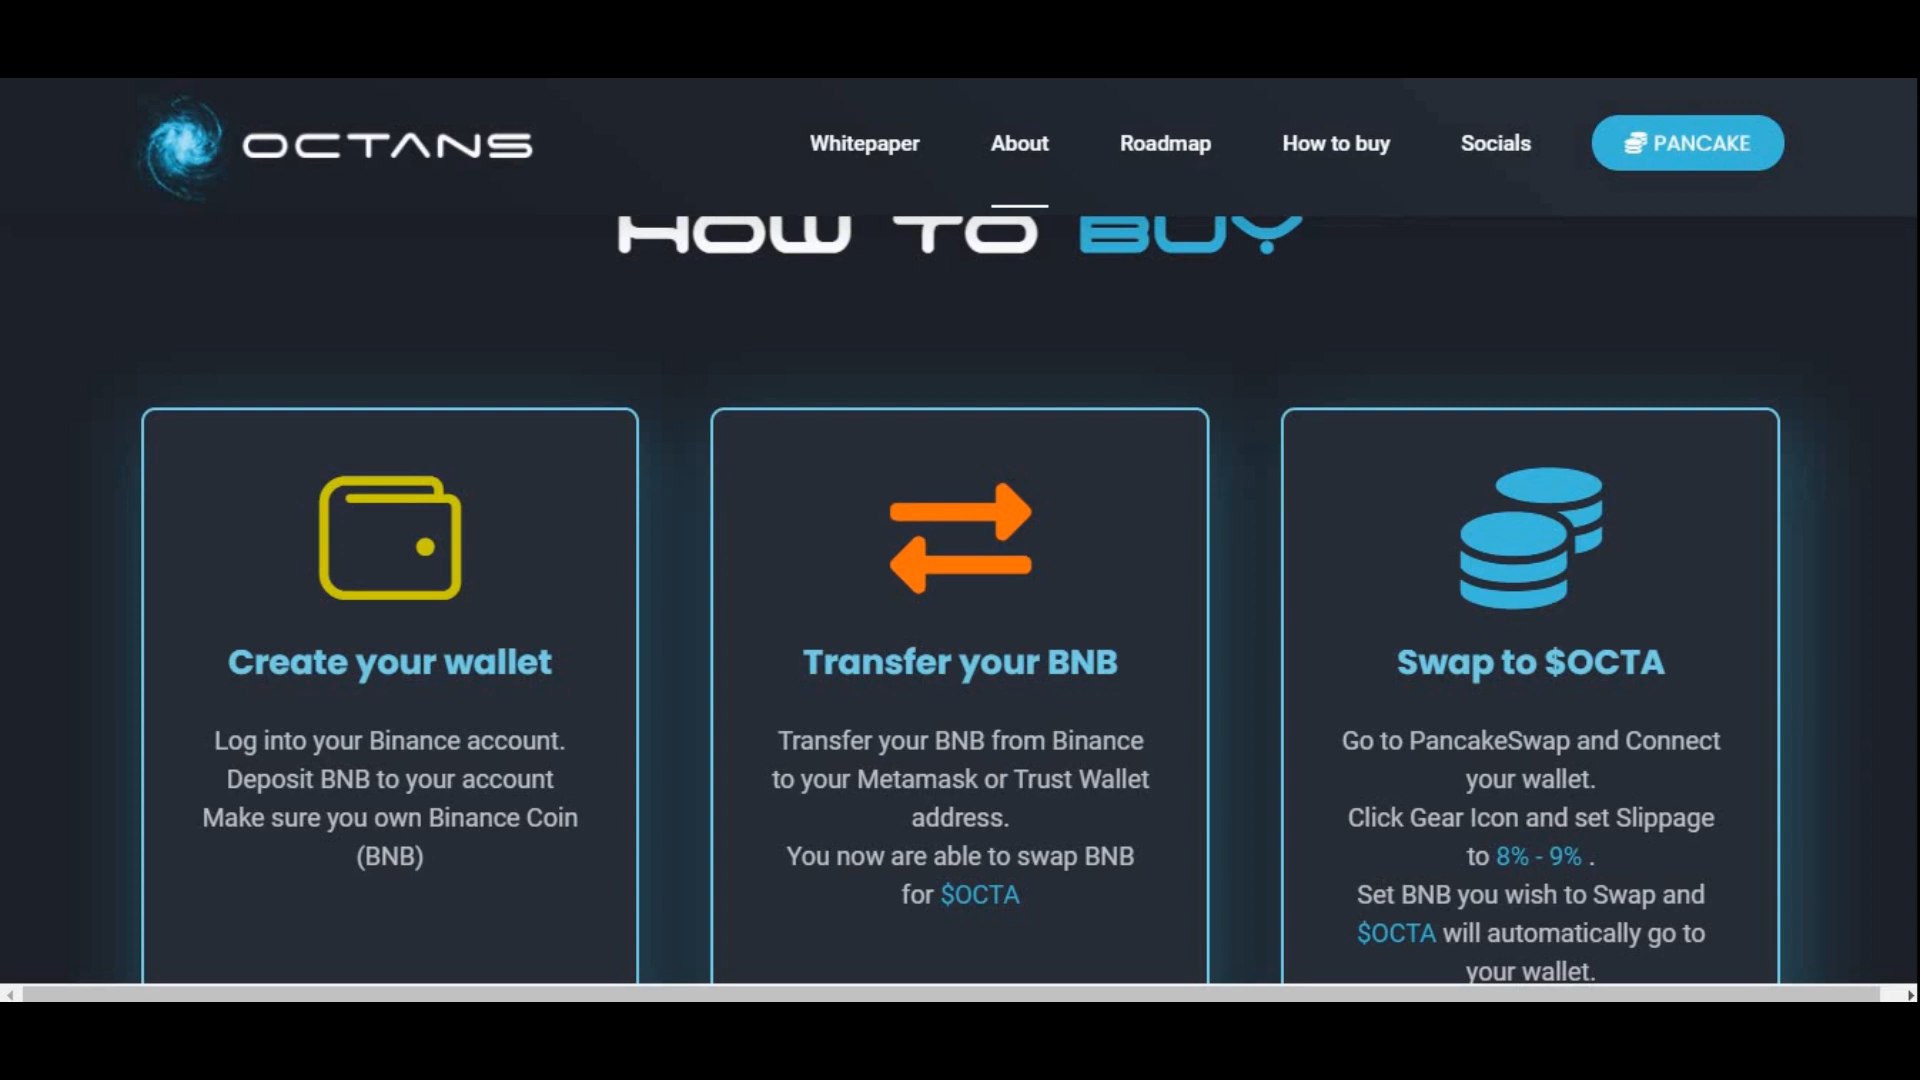 OCTANS
Whitepaper
About
Roadmap
How to buy
Socials
PANCAKE
HOW TO BUY
Create your wallet
Log into your Binance account.
Deposit BNB to your account
Make sure you own Binance Coin
(BNB)
Transfer your BNB
Transfer your BNB from Binance
to your Metamask or Trust Wallet
address.
You now are able to swap BNB
for $OCTA
Swap to $OCTA
Go to PancakeSwap and Connect
your wallet.
Click Gear Icon and set Slippage
to 8% - 9% .
Set BNB you wish to Swap and
$OCTA will automatically go to
your wallet.